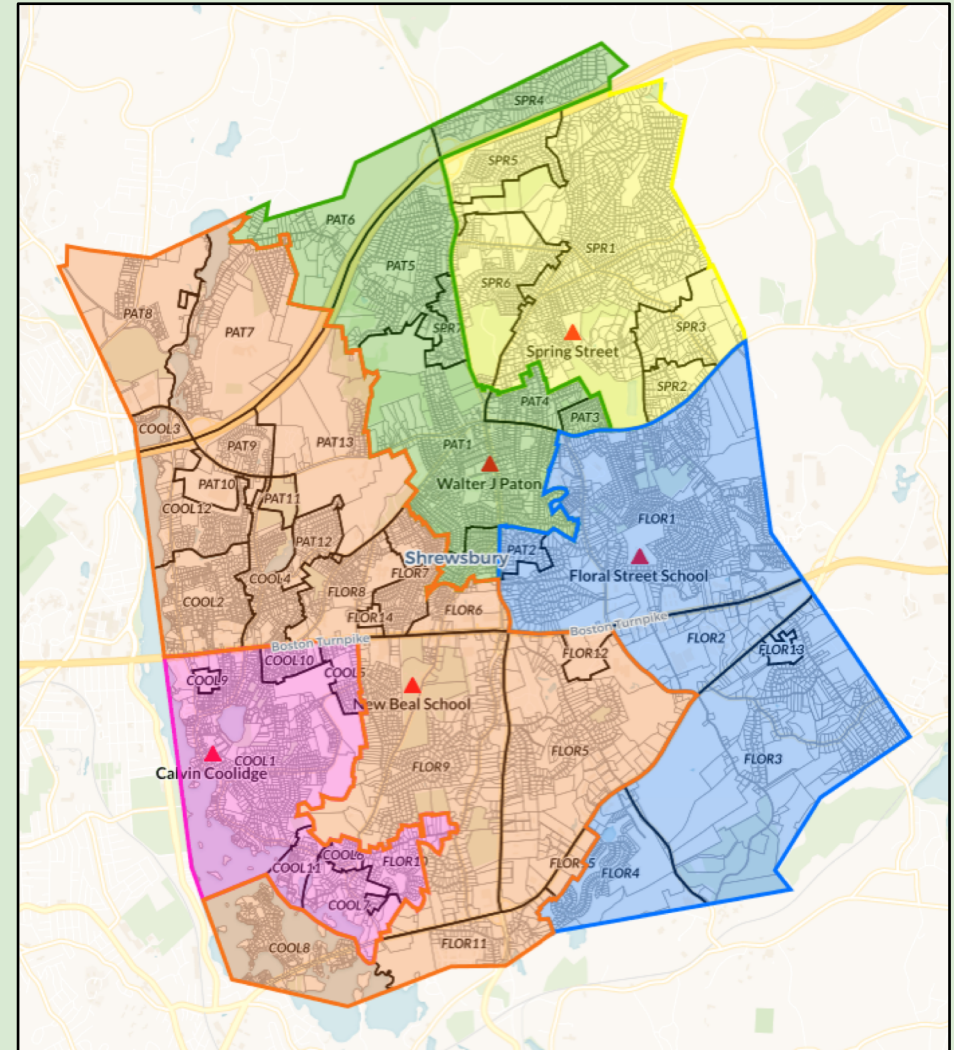 SPR4
SPR5
PAT6
SPR1
PAT5
SPR6
PAT8
SPR7
SPR3
PAT7
Spring Street
SPR2
PAT4
PAT3
COOL3
PAT9
PAT13
PAT1
Walter J Paton
PAT10
PAT11
COOL12
FLOR1
PAT12
PAT2
Shrewsbury
FLOR7
Floral Street School
COOL4
FLOR8
COOL2
FLOR14
FLOR6
Boston Turnpike
Boston Turnpike
FLOR2
FLOR12
FLOR13
COOL10
COOL9
New Beal School
FLOR5
COOL1
FLOR3
Calvin Coolidge
FLOR9
COOL6
FLOR10
COOL11
FLOR4
COOL7
FLOR11
COOL8